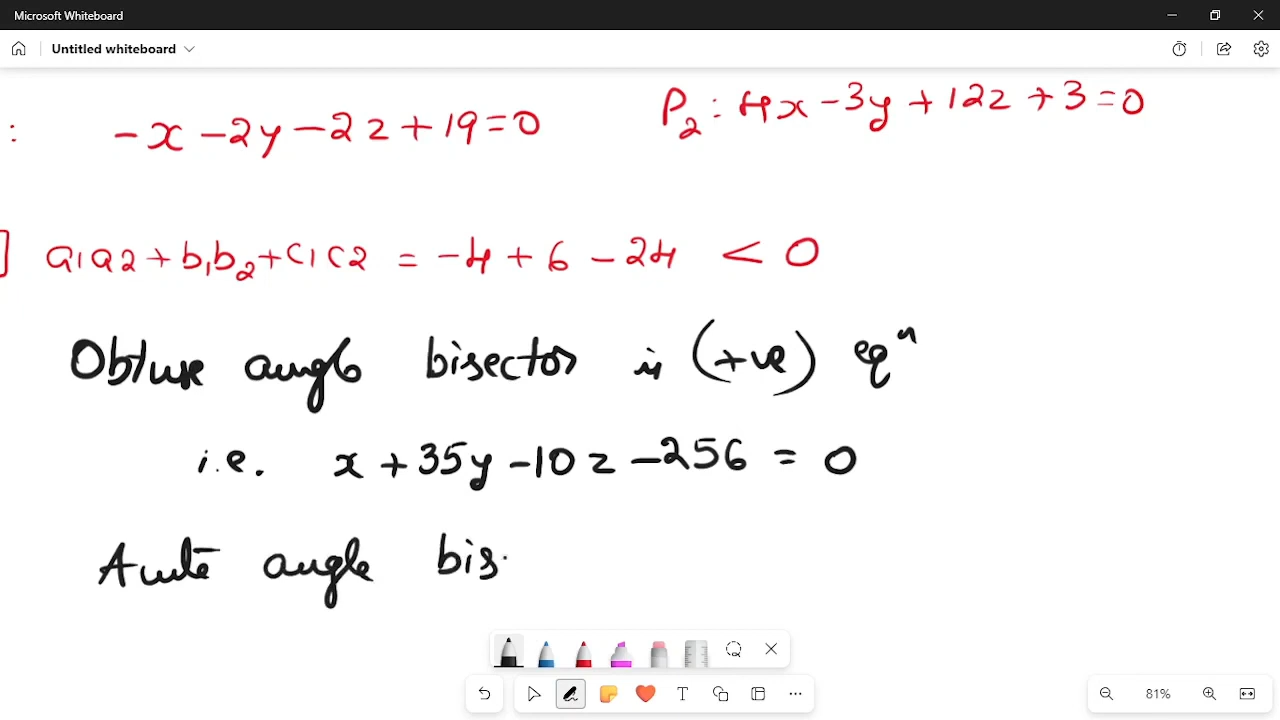 Microsoft Whiteboard
Untitled whiteboard
: -x-2y-2z+19=0 P₂: 4x-3y+12z+3=0
] a₁a₂+b₁b₂+c₁c₂ = -4+6-24 < 0
Obtuse angle bisector is (+ve) eqⁿ
i.e. x+35y-10z-256 = 0
Acute angle bis
T
81%